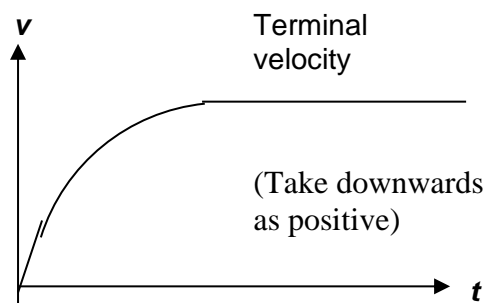 v
Terminal
velocity
(Take downwards
as positive)
t